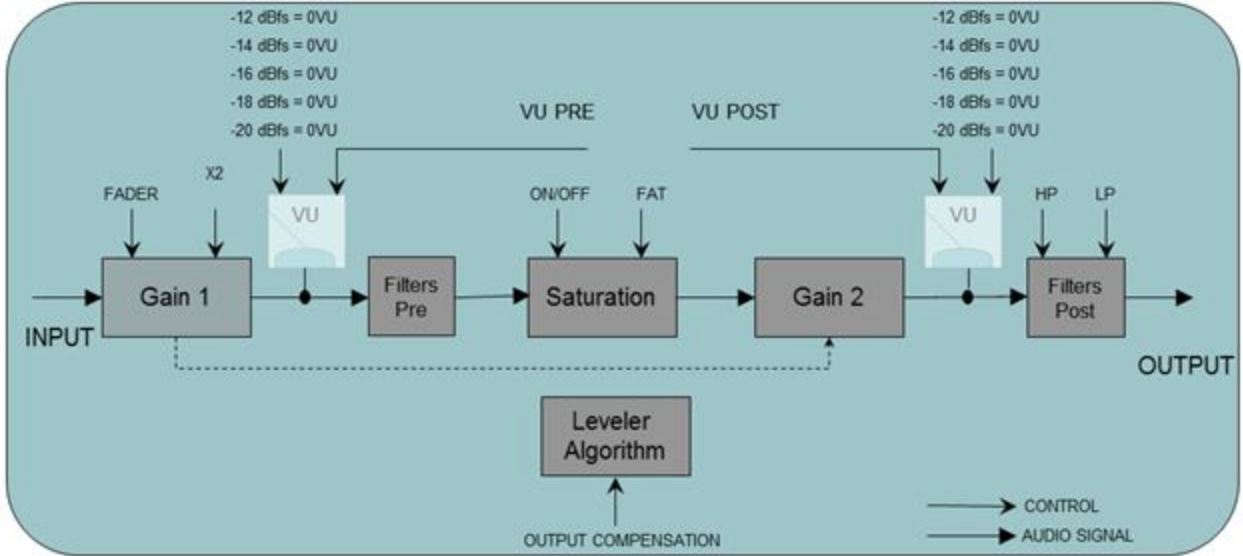 -12 dBfs = 0VU
-14 dBfs = 0VU
-16 dBfs = 0VU
-18 dBfs = 0VU
-20 dBfs = 0VU
-12 dBfs = 0VU
-14 dBfs = 0VU
-16 dBfs = 0VU
-18 dBfs = 0VU
-20 dBfs = 0VU
VU PRE
VU POST
FADER
X2
VU
ON/OFF
FAT
VU
HP
LP
INPUT
Gain 1
Filters
Pre
Saturation
Gain 2
Filters
Post
OUTPUT
Leveler
Algorithm
OUTPUT COMPENSATION
CONTROL
AUDIO SIGNAL